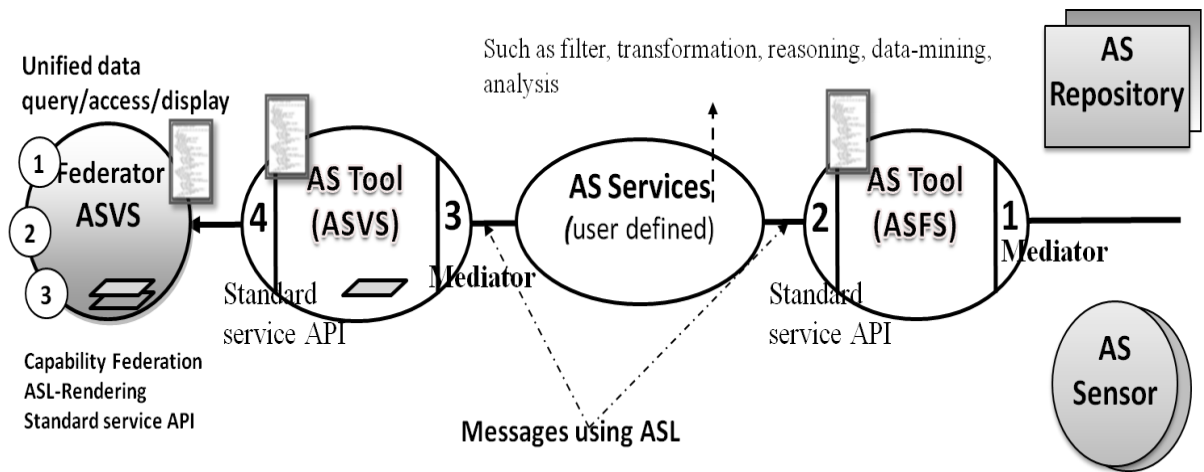 Such as filter, transformation, reasoning, data-mining,
analysis
Unified data
query/access/display
1
2
3
Federator
ASVS
4
AS Tool
(ASVS)
3
Mediator
Standard
service API
AS Services
(user defined)
2
AS Tool
(ASFS)
1
Mediator
Standard
service API
AS
Repository
AS
Sensor
Capability Federation
ASL-Rendering
Standard service API
Messages using ASL